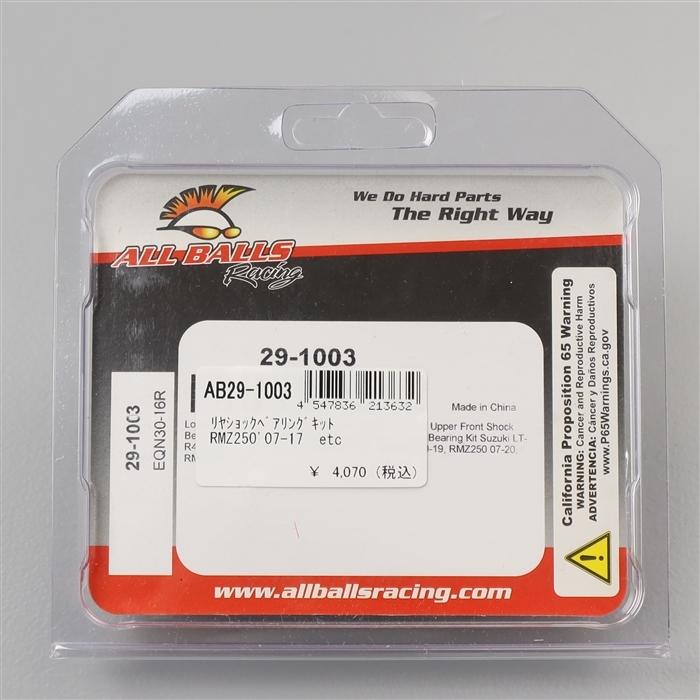 We Do Hard Parts
The Right Way
ALL BALLS
Racing
29-1003
AB29-1003
4 547836 213632
リヤショックベアリングキット
RMZ250'07-17 etc
¥ 4,070 (税込)
Made in China
Upper Front Shock
Bearing Kit Suzuki LT-
RMZ250 07-20,
29-1003
EQN30-16R
California Proposition 65 Warning
WARNING: Cancer and Reproductive Harm
ADVERTENCIA: Cáncer y Daños Reproductivos
www.P65Warnings.ca.gov
www.allballsracing.com